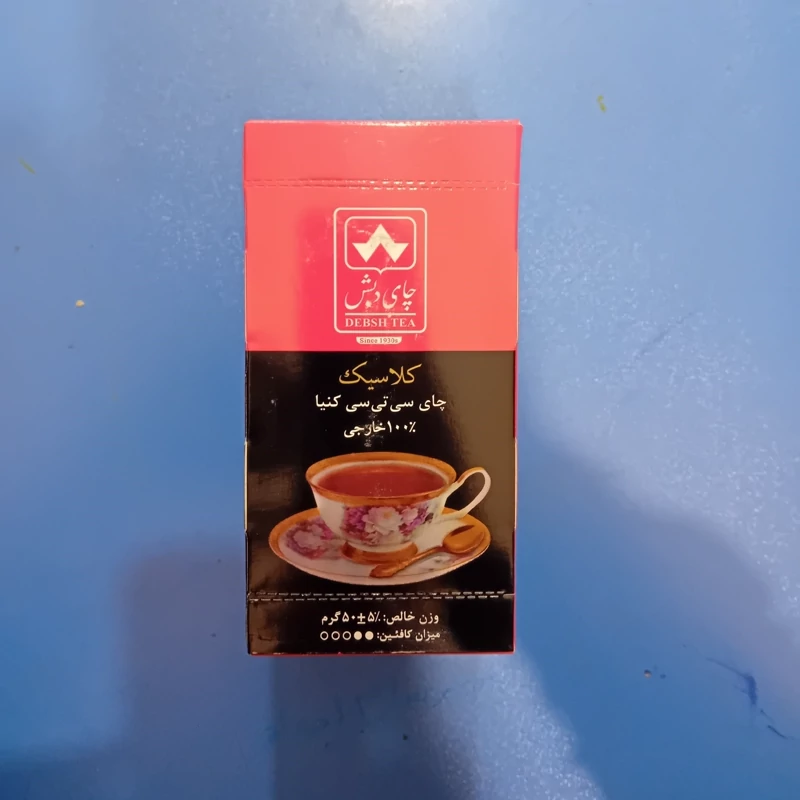 چای دبش
DEBSH TEA
Since 1930s
کلاسیک
چای سی‌تی‌سی کنیا
۱۰۰٪ خارجی
وزن خالص: ۵٪±۵۰ گرم
میزان کافئین: